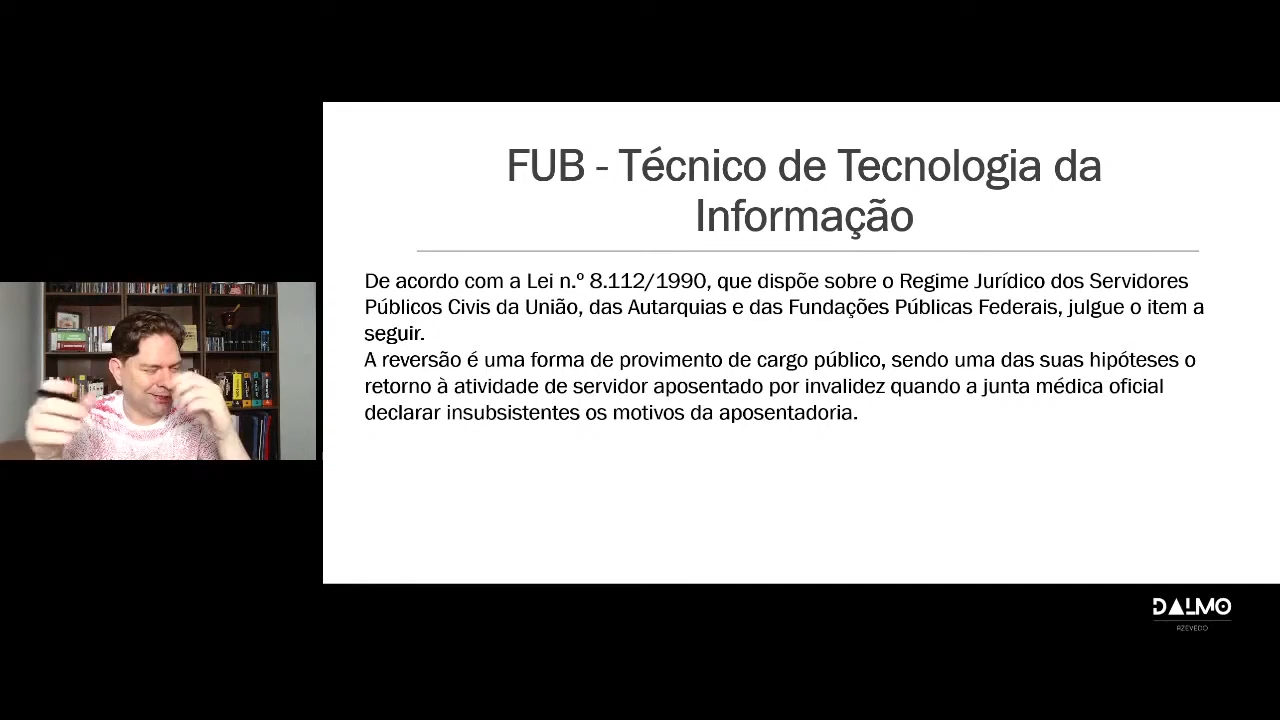 FUB - Técnico de Tecnologia da
Informação
De acordo com a Lei n.º 8.112/1990, que dispõe sobre o Regime Jurídico dos Servidores
Públicos Civis da União, das Autarquias e das Fundações Públicas Federais, julgue o item a
seguir.
A reversão é uma forma de provimento de cargo público, sendo uma das suas hipóteses o
retorno à atividade de servidor aposentado por invalidez quando a junta médica oficial
declarar insubsistentes os motivos da aposentadoria.
DALMO
AZEVEDO